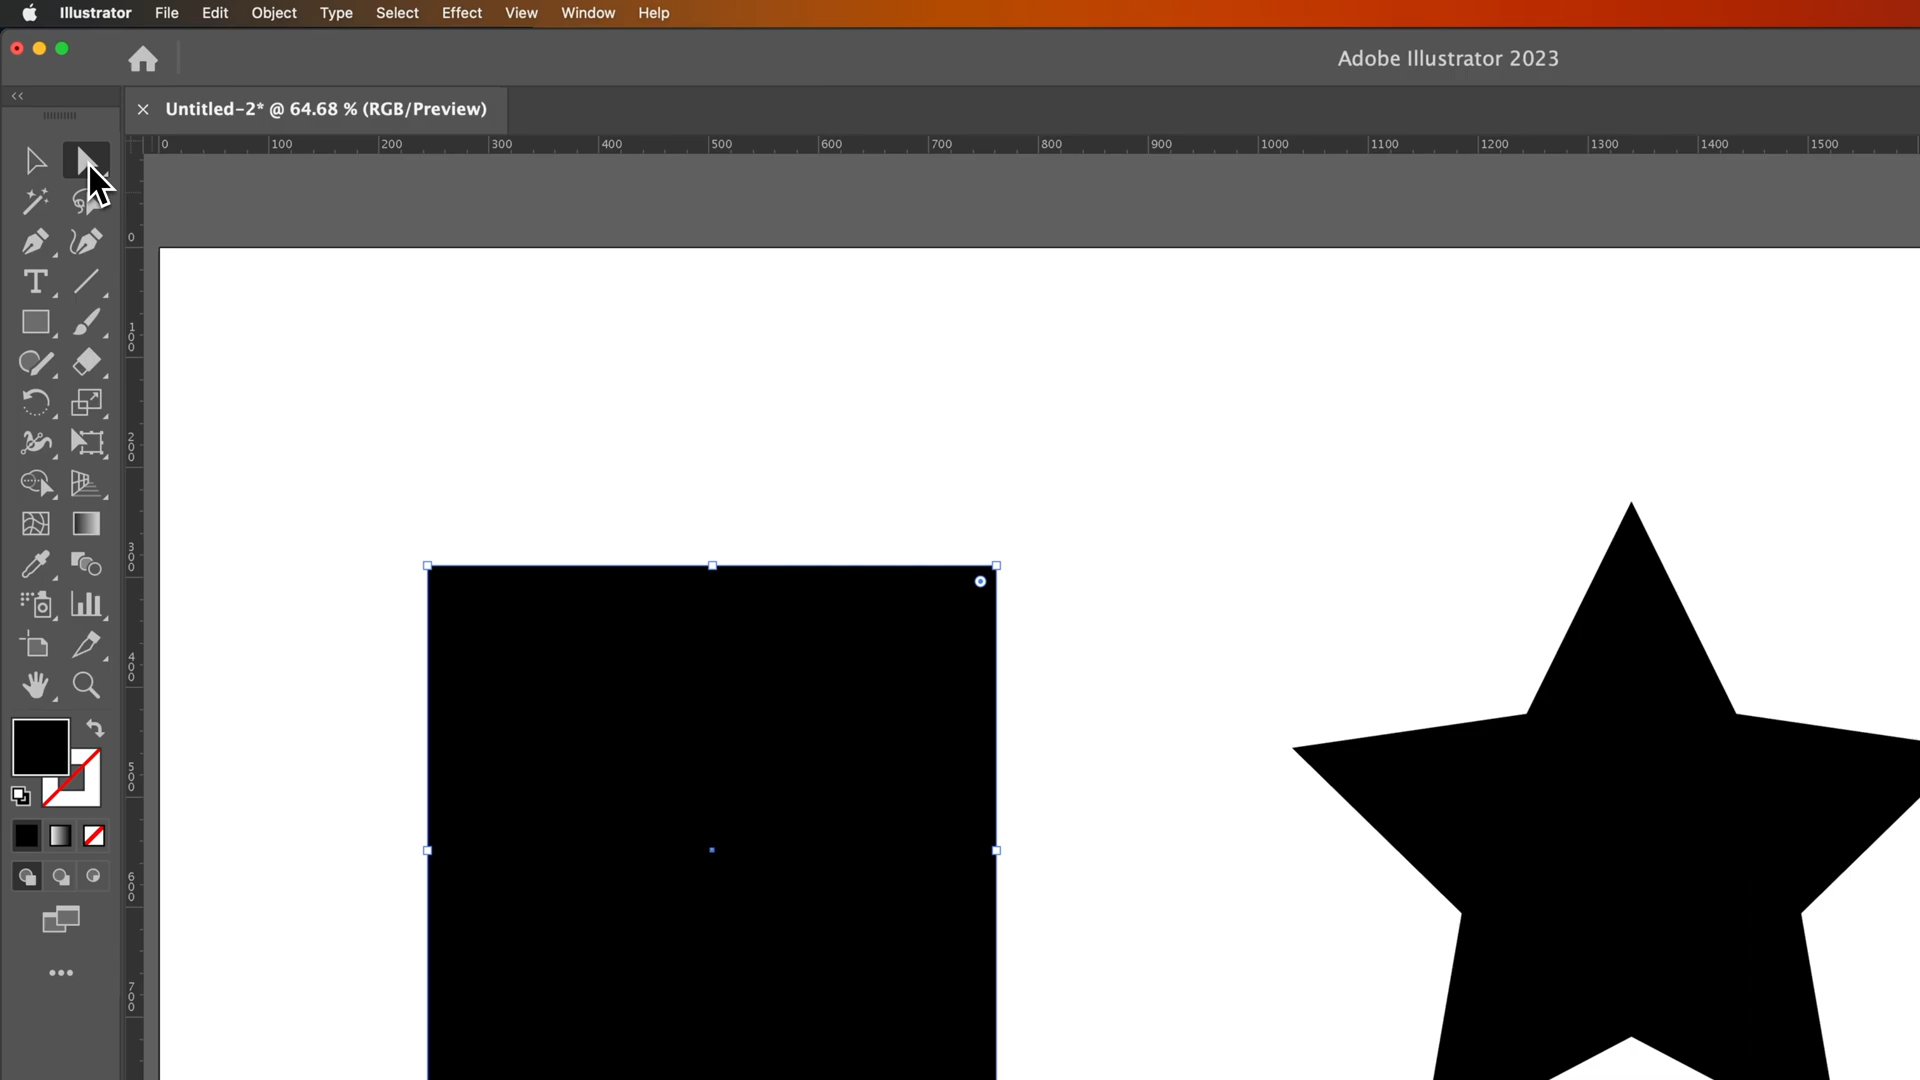 Illustrator File Edit Object Type Select Effect View Window Help
Adobe Illustrator 2023
Untitled-2* @ 64.68 % (RGB/Preview)
0 100 200 300 400 500 600 700 800 900 1000 1100 1200 1300 1400 1500
0
100
200
300
400
500
600
700